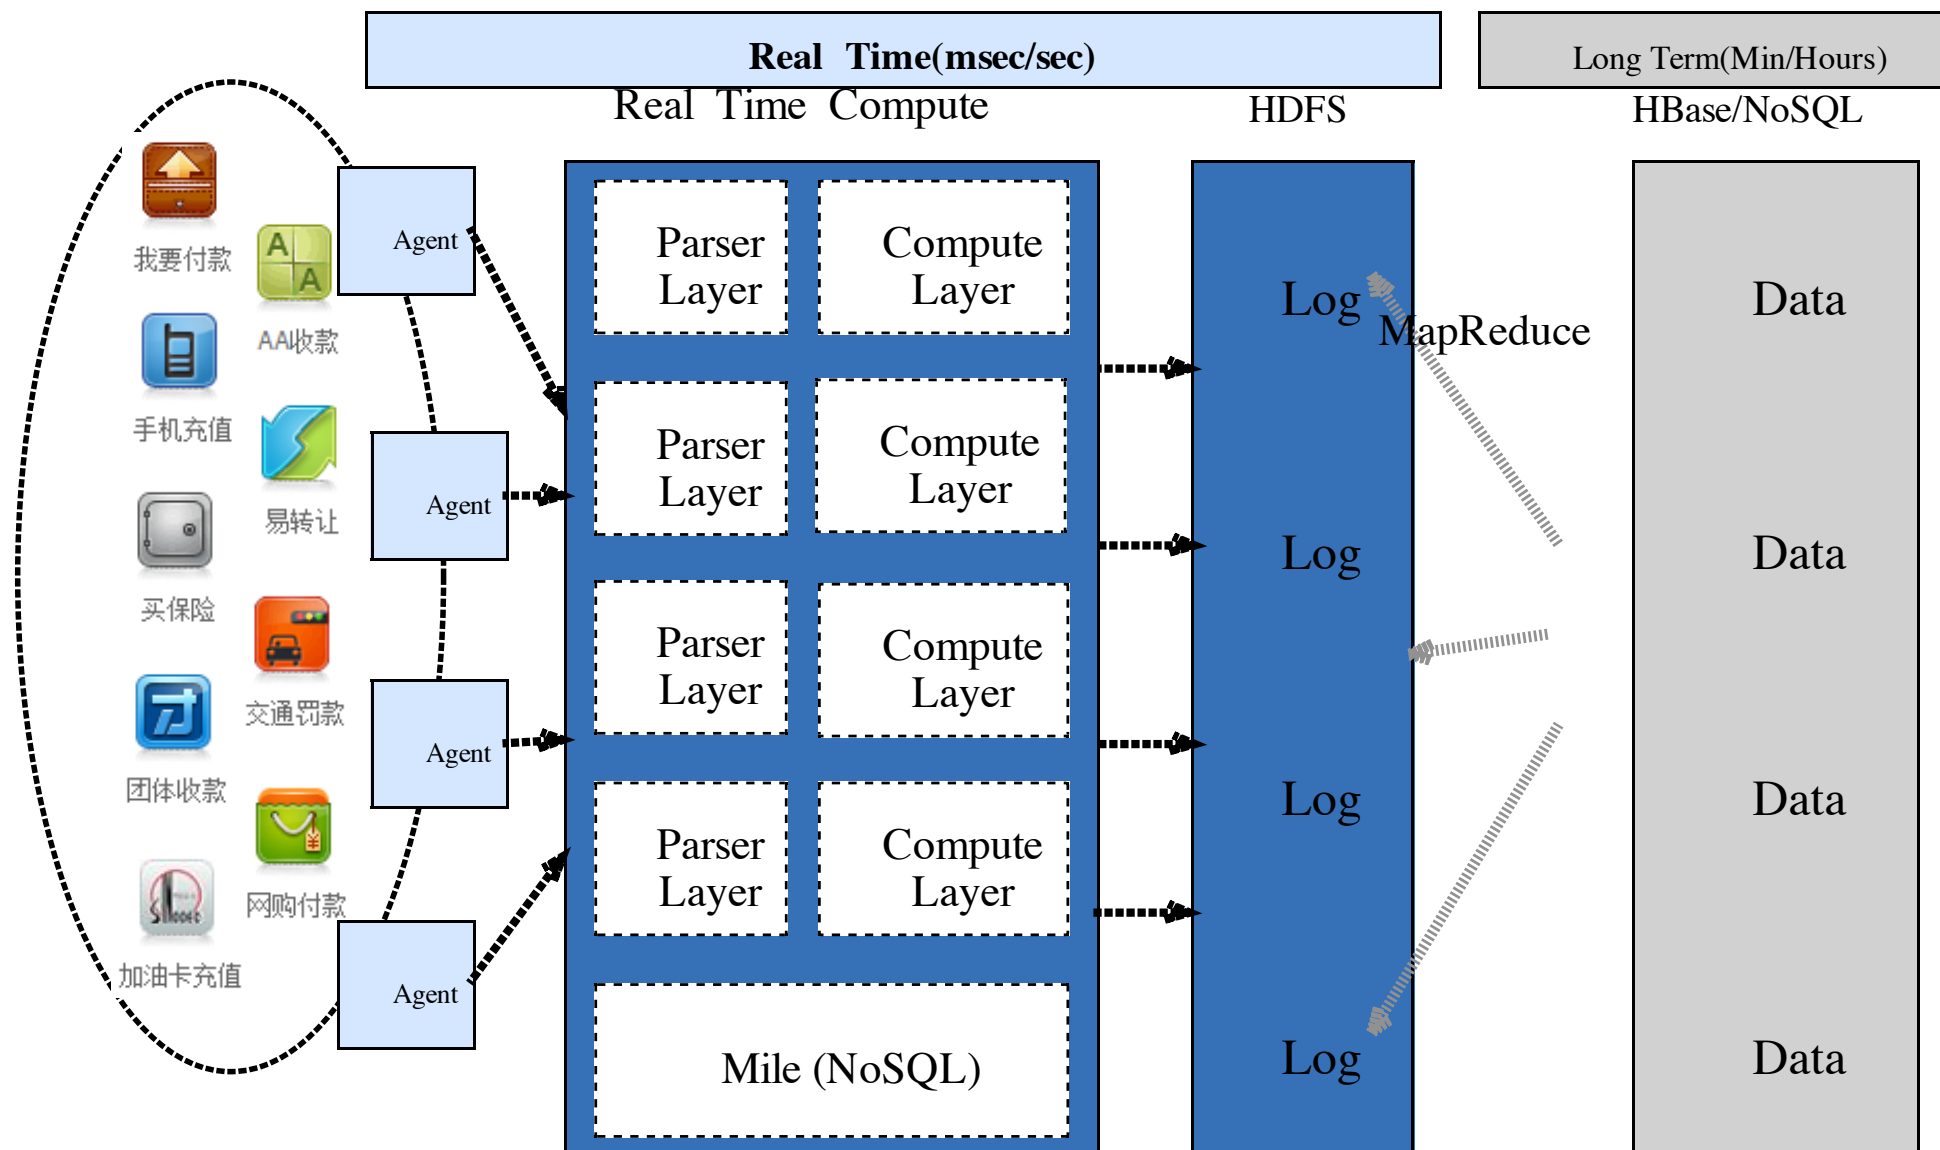 Real Time(msec/sec)
Long Term(Min/Hours)
Real Time Compute
HDFS
HBase/NoSQL
我要付款
AA
AA收款
手机充值
易转让
买保险
交通罚款
团体收款
网购付款
加油卡充值
Agent
Agent
Agent
Agent
Parser
Layer
Compute
Layer
Parser
Layer
Compute
Layer
Parser
Layer
Compute
Layer
Parser
Layer
Compute
Layer
Mile (NoSQL)
Log
Log
Log
Log
MapReduce
Data
Data
Data
Data